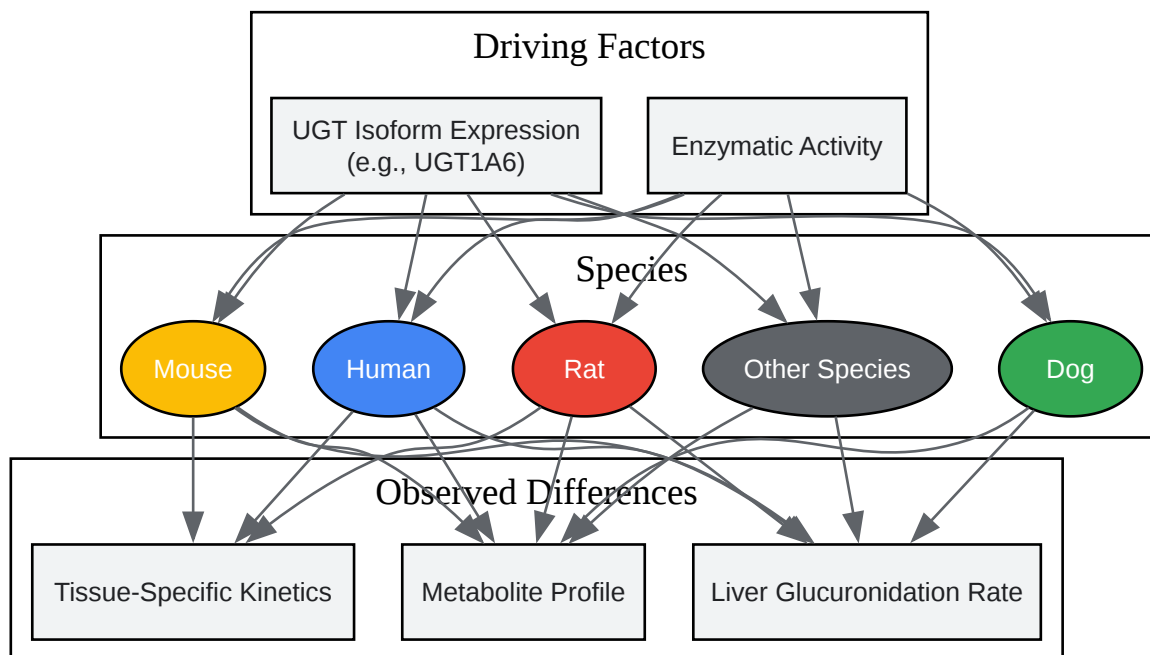 Driving Factors
UGT Isoform Expression
(e.g., UGT1A6)
Enzymatic Activity
Species
Mouse
Human
Rat
Other Species
Dog
Observed Differences
Tissue-Specific Kinetics
Metabolite Profile
Liver Glucuronidation Rate